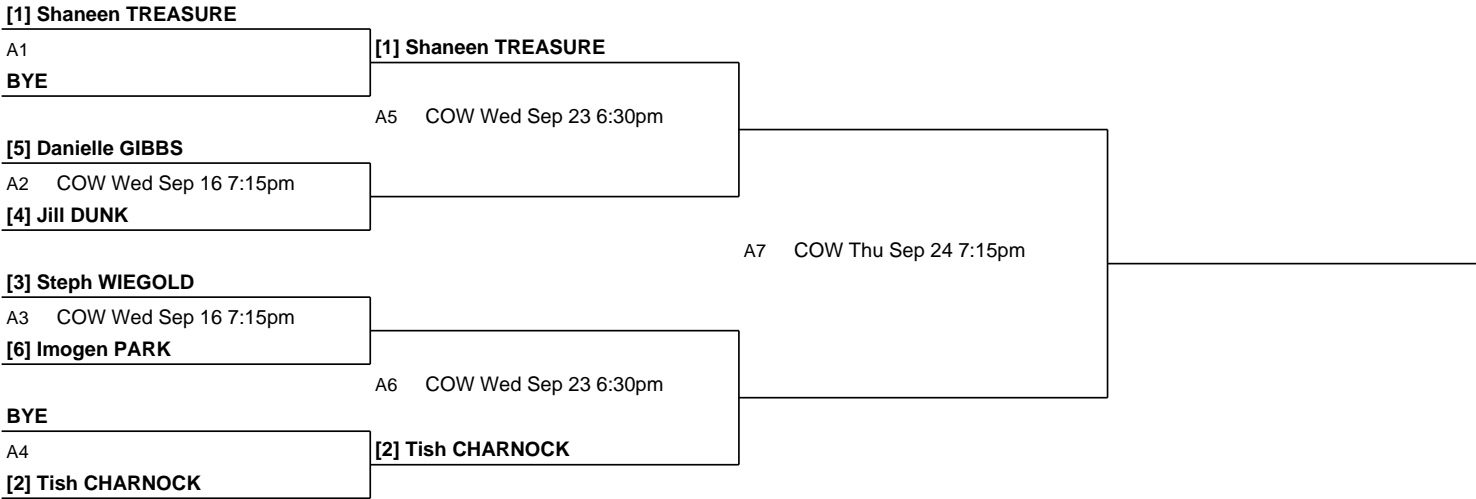 [1] Shaneen TREASURE
A1
BYE
[1] Shaneen TREASURE
A5 COW Wed Sep 23 6:30pm
[5] Danielle GIBBS
A2 COW Wed Sep 16 7:15pm
[4] Jill DUNK
A7 COW Thu Sep 24 7:15pm
[3] Steph WIEGOLD
A3 COW Wed Sep 16 7:15pm
[6] Imogen PARK
A6 COW Wed Sep 23 6:30pm
BYE
A4
[2] Tish CHARNOCK
[2] Tish CHARNOCK